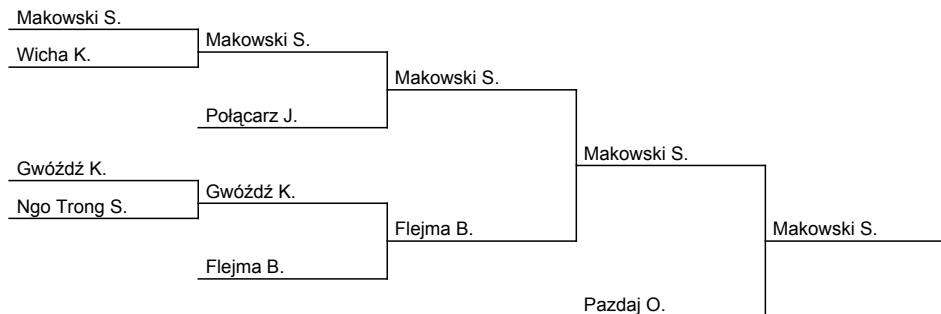 Makowski S.
Makowski S.
Wicha K.
Makowski S.
Połącarz J.
Makowski S.
Gwóźdź K.
Gwóźdź K.
Ngo Trong S.
Flejma B.
Makowski S.
Flejma B.
Pazdaj O.